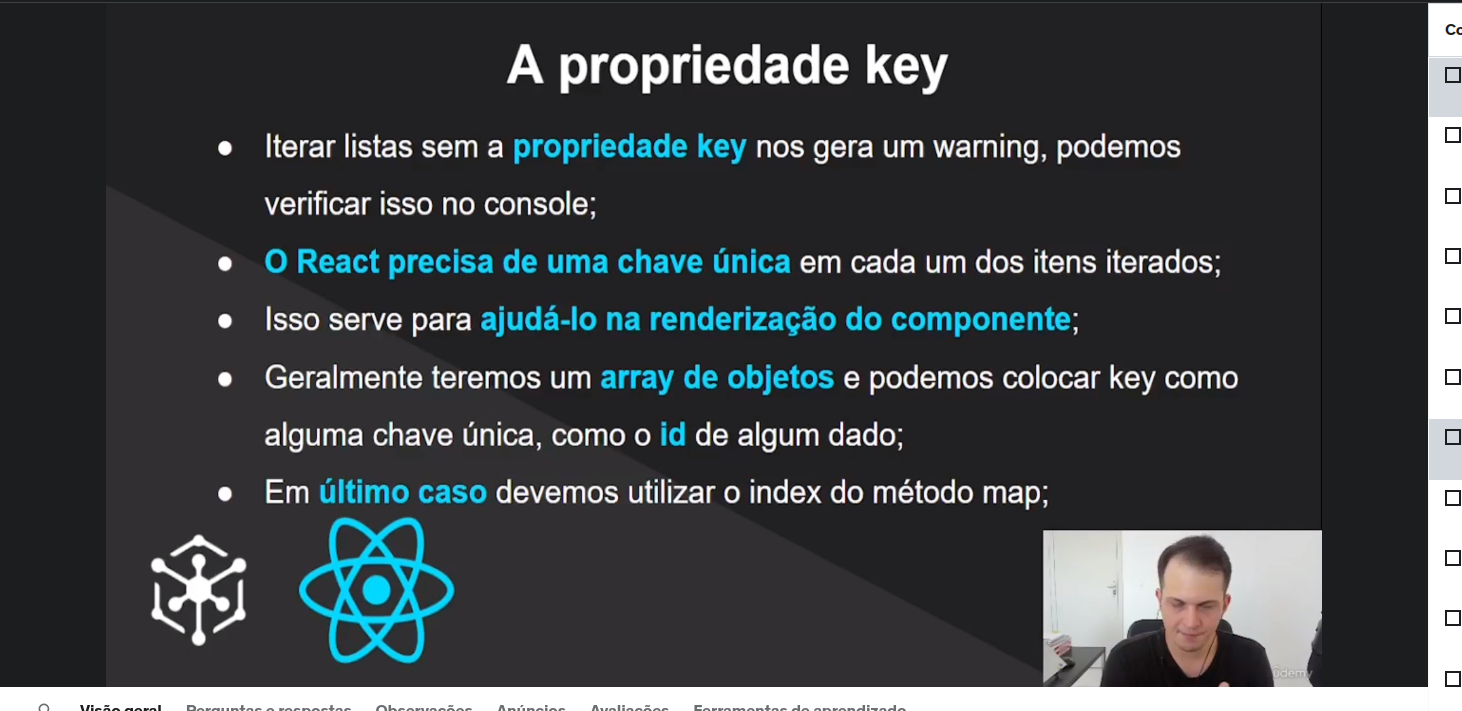 A propriedade key
Iterar listas sem a propriedade key nos gera um warning, podemos
verificar isso no console;
O React precisa de uma chave única em cada um dos itens iterados;
Isso serve para ajudá-lo na renderização do componente;
Geralmente teremos um array de objetos e podemos colocar key como
alguma chave única, como o id de algum dado;
Em último caso devemos utilizar o index do método map;
Co
ûdemy
Visão geral
Perguntas e respostas
Observações
Anúncios
Avaliações
Ferramentas de aprendizado